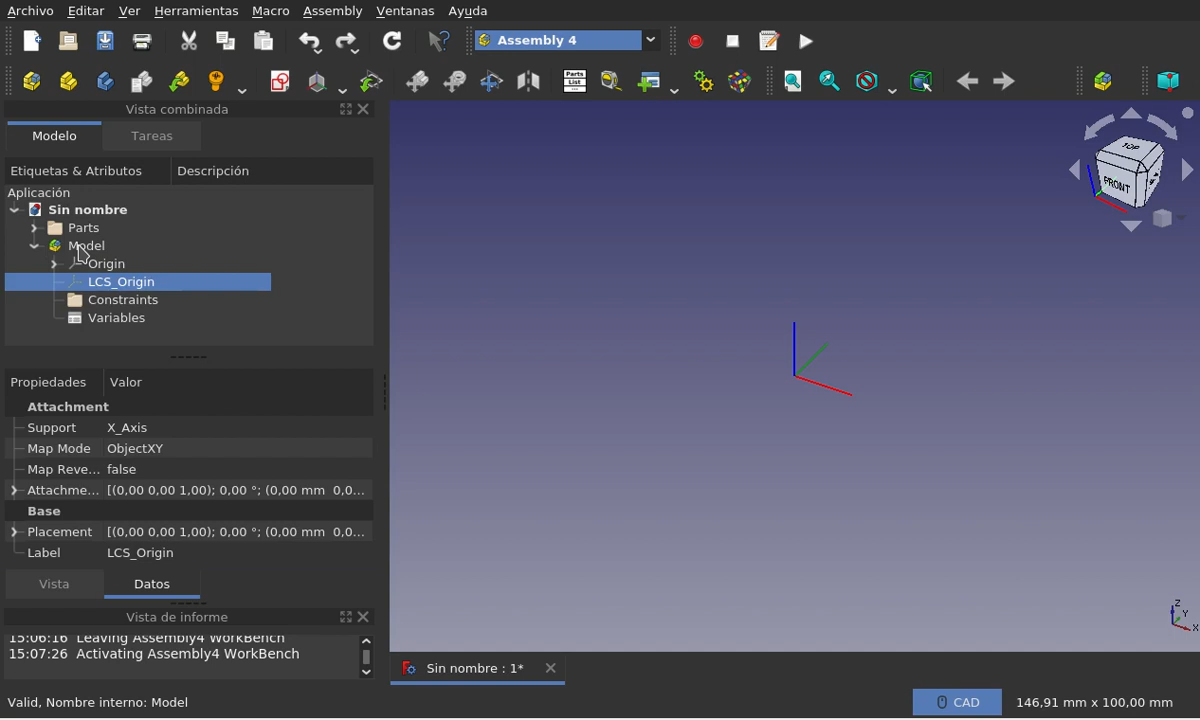 Archivo Editar Ver Herramientas Macro Assembly Ventanas Ayuda
Assembly 4
Parts
List
Vista combinada
Modelo Tareas
Etiquetas & Atributos Descripción
Aplicación
Sin nombre
Parts
Model
Origin
LCS_Origin
Constraints
Variables
Propiedades Valor
Attachment
Support X_Axis
Map Mode ObjectXY
Map Reve... false
Attachme... [(0,00 0,00 1,00); 0,00 °; (0,00 mm 0,0...
Base
Placement [(0,00 0,00 1,00); 0,00 °; (0,00 mm 0,0...
Label LCS_Origin
Vista Datos
Vista de informe
15:06:16 Leaving Assembly4 WorkBench
15:07:26 Activating Assembly4 WorkBench
TOP
FRONT
Z
Y
X
Sin nombre : 1*
Valid, Nombre interno: Model
CAD
146,91 mm x 100,00 mm